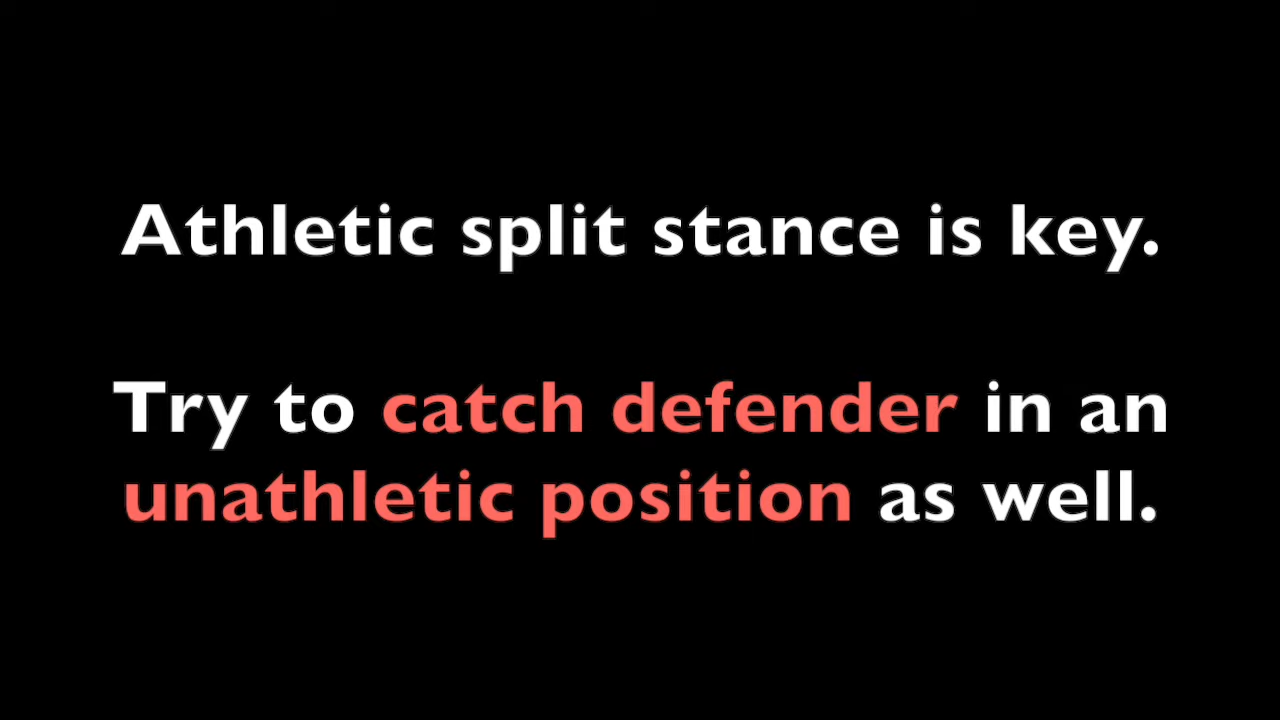 Athletic split stance is key.
Try to catch defender in an
unathletic position as well.